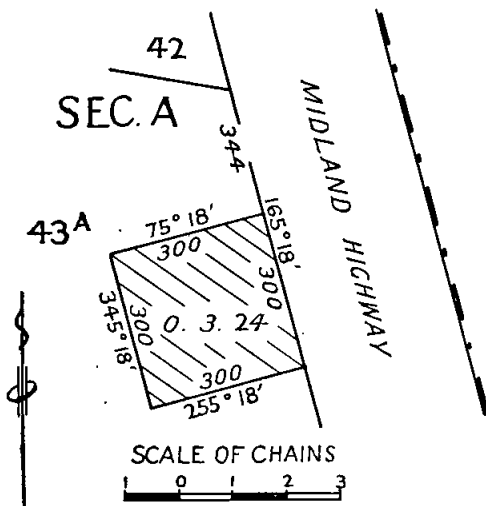 42
SEC. A
MIDLAND HIGHWAY
344
43A
75° 18'
300
165° 18'
300
345° 18'
300
0. 3. 24
300
255° 18'
SCALE OF CHAINS
1 0 1 2 3